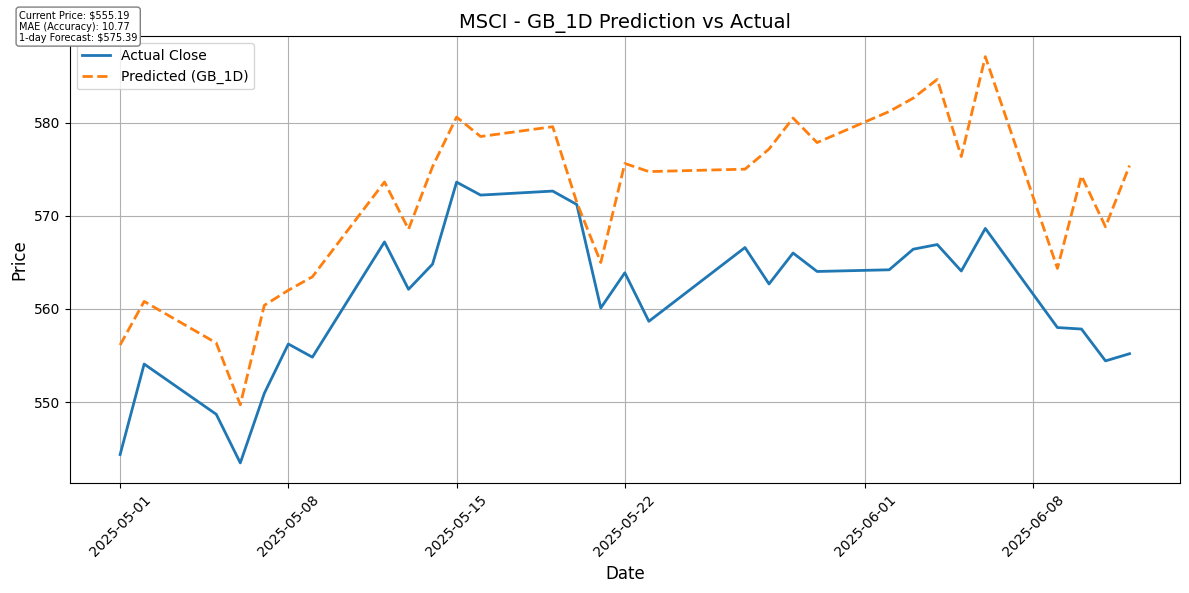 MSCI - GB_1D Prediction vs Actual
Current Price: $555.19
MAE (Accuracy): 10.77
1-day Forecast: $575.39
Actual Close
Predicted (GB_1D)
Price
580
570
560
550
2025-05-01
2025-05-08
2025-05-15
2025-05-22
2025-06-01
2025-06-08
Date